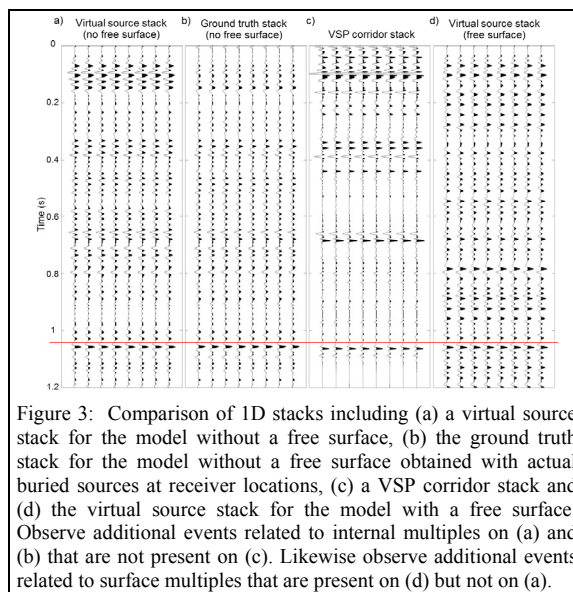 a) Virtual source stack (no free surface)
b) Ground truth stack (no free surface)
c) VSP corridor stack
d) Virtual source stack (free surface)
0
0.2
0.4
0.6
0.8
1
1.2
Time (s)
Figure 3: Comparison of 1D stacks including (a) a virtual source
stack for the model without a free surface, (b) the ground truth
stack for the model without a free surface obtained with actual
buried sources at receiver locations, (c) a VSP corridor stack and
(d) the virtual source stack for the model with a free surface
Observe additional events related to internal multiples on (a) and
(b) that are not present on (c). Likewise observe additional events
related to surface multiples that are present on (d) but not on (a).